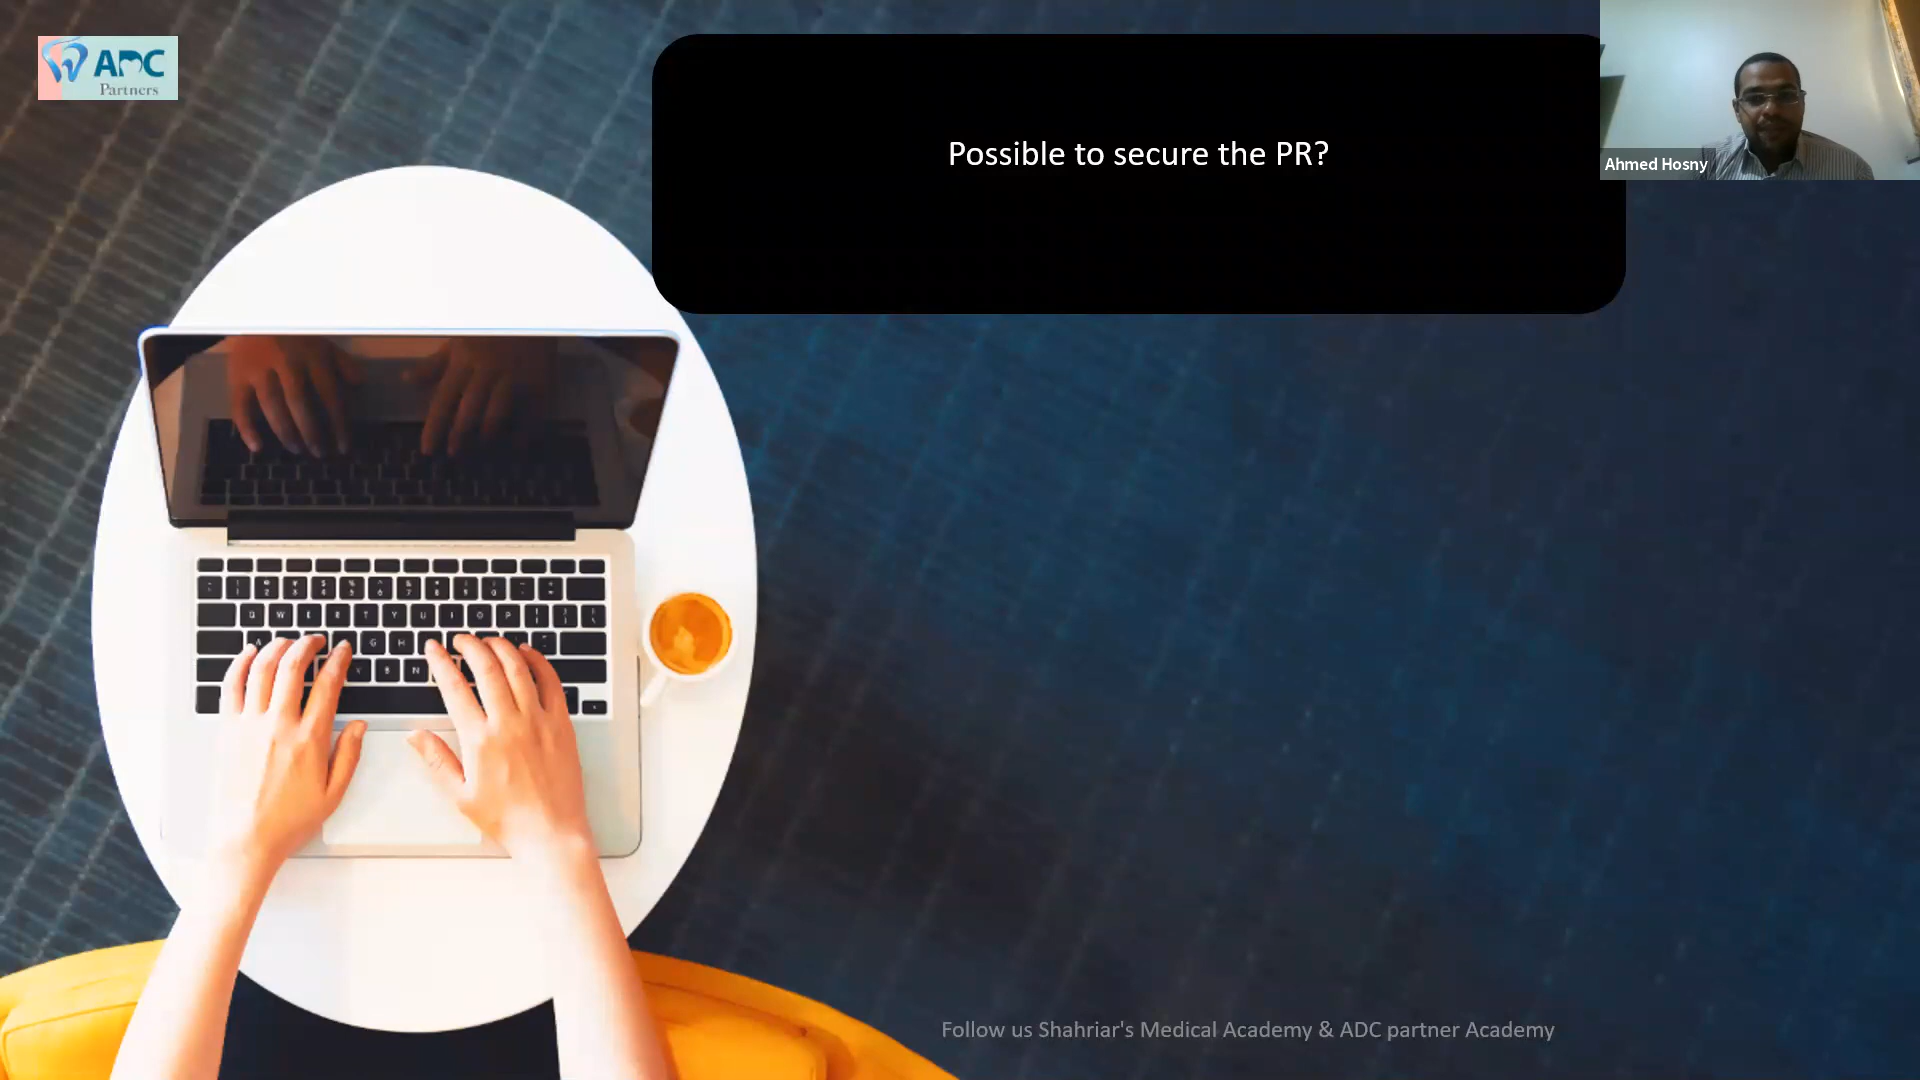 ADC
Partners
Possible to secure the PR?
Ahmed Hosny
Follow us Shahriar's Medical Academy & ADC partner Academy